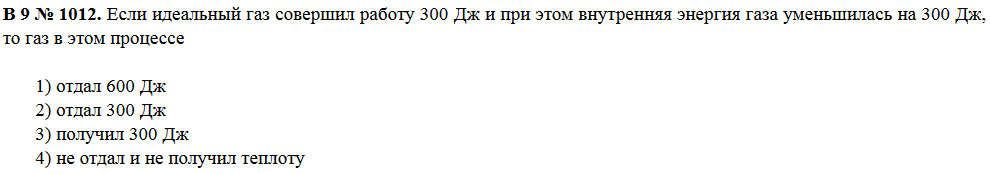 В 9 № 1012. Если идеальный газ совершил работу 300 Дж и при этом внутренняя энергия газа уменьшилась на 300 Дж,
то газ в этом процессе
1) отдал 600 Дж
2) отдал 300 Дж
3) получил 300 Дж
4) не отдал и не получил теплоту